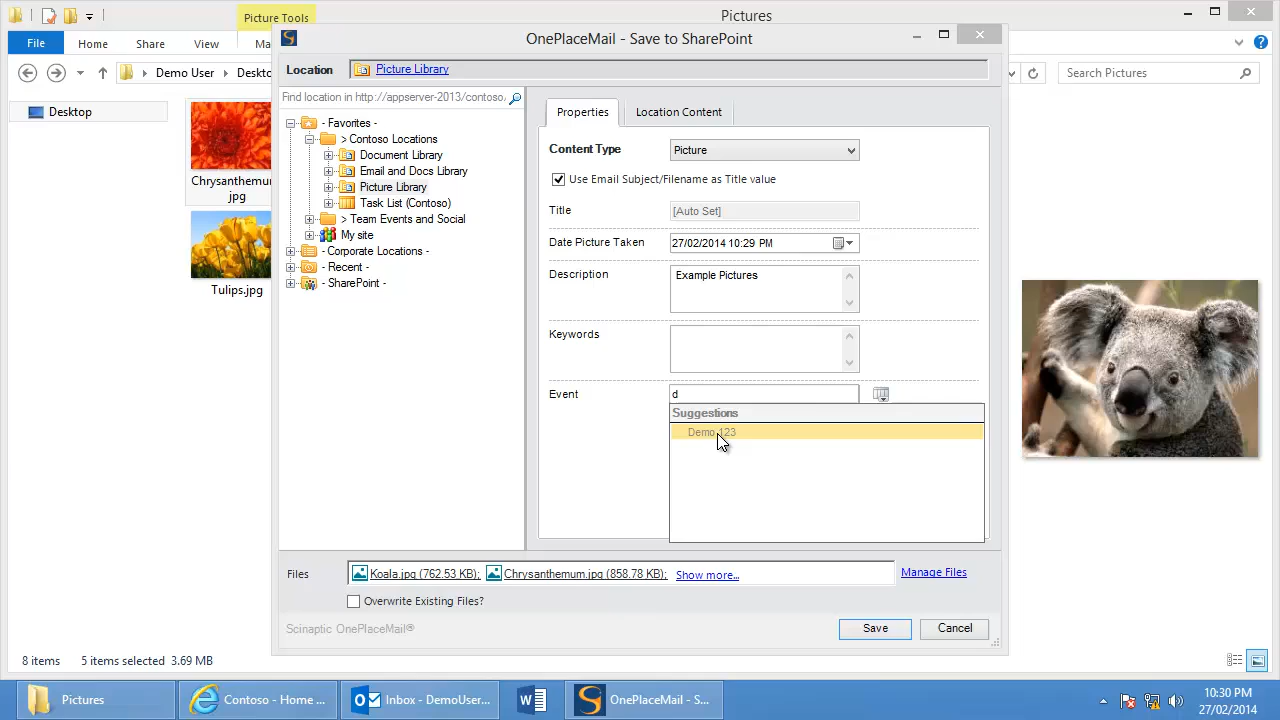 Picture Tools
Pictures
File
Home
Share
View
Ma
Demo User
Deskto
Search Pictures
Desktop
Chrysanthemum.
jpg
Tulips.jpg
8 items
5 items selected 3.69 MB
OnePlaceMail - Save to SharePoint
Location
Picture Library
Find location in http://appserver-2013/contoso.
- Favorites -
> Contoso Locations
Document Library
Email and Docs Library
Picture Library
Task List (Contoso)
> Team Events and Social
My site
- Corporate Locations -
- Recent -
- SharePoint -
Properties
Location Content
Content Type
Picture
Use Email Subject/Filename as Title value
Title
[Auto Set]
Date Picture Taken
27/02/2014 10:29 PM
Description
Example Pictures
Keywords
Event
d
Suggestions
Demo 123
Files
Koala.jpg (762.53 KB);
Chrysanthemum.jpg (858.78 KB);
Show more...
Manage Files
Overwrite Existing Files?
Scinaptic OnePlaceMail®
Save
Cancel
Pictures
Contoso - Home ...
Inbox - DemoUser...
OnePlaceMail - S...
10:30 PM
27/02/2014